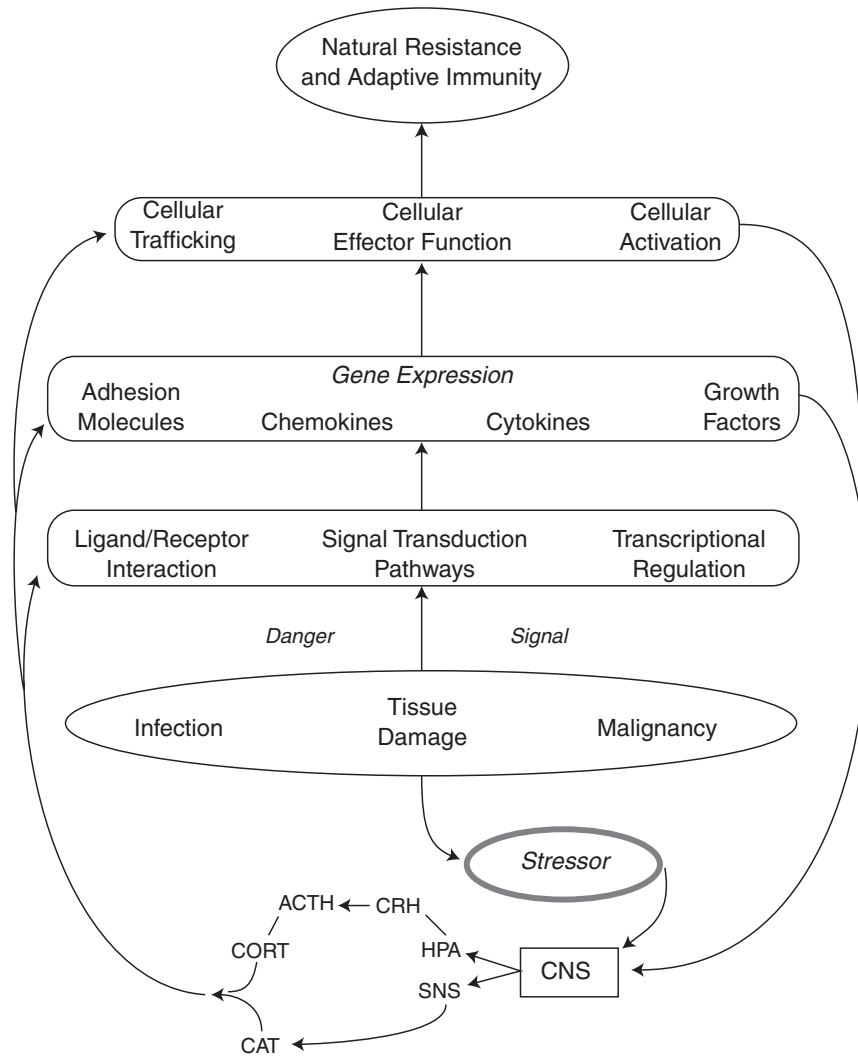 Natural Resistance
and Adaptive Immunity
Cellular
Trafficking
Cellular
Effector Function
Cellular
Activation
Gene Expression
Adhesion
Molecules
Chemokines
Cytokines
Growth
Factors
Ligand/Receptor
Interaction
Signal Transduction
Pathways
Transcriptional
Regulation
Danger
Signal
Infection
Tissue
Damage
Malignancy
Stressor
ACTH
CRH
CORT
HPA
CNS
SNS
CAT